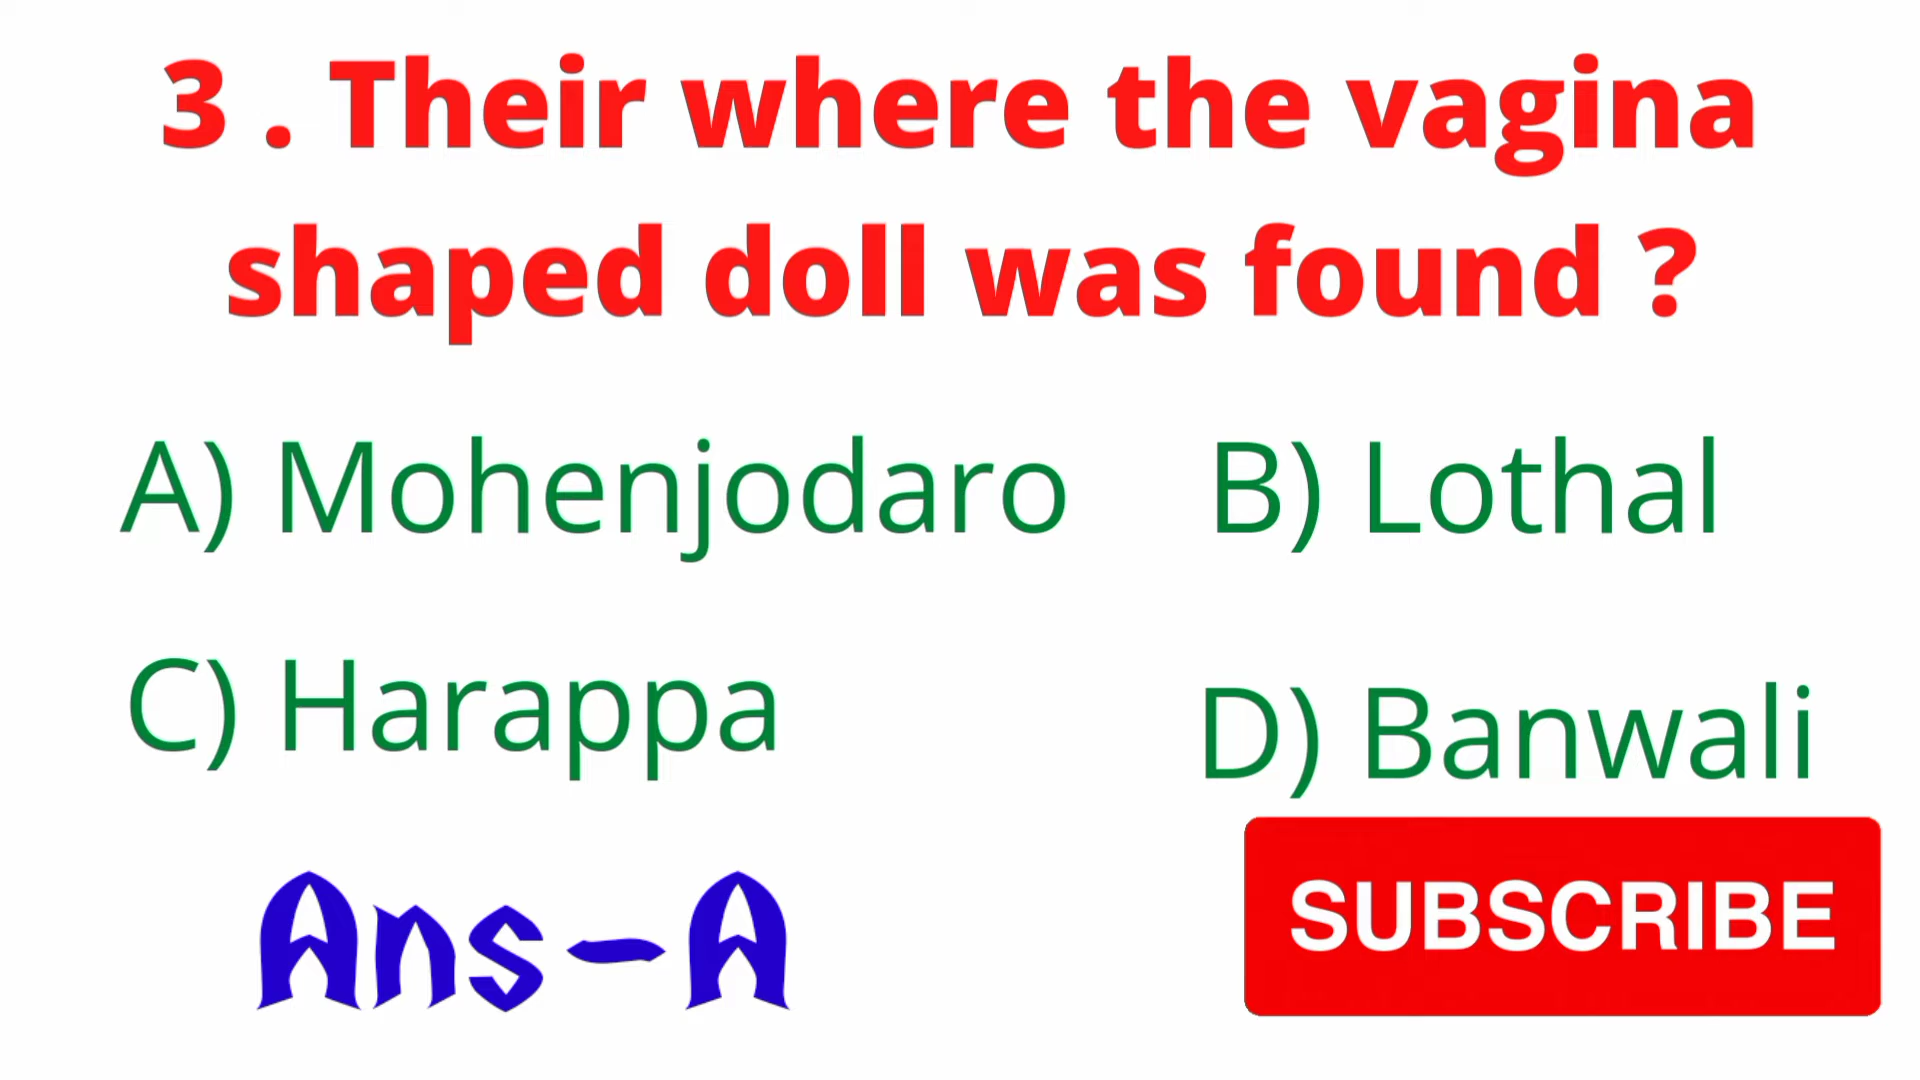 3 . Their where the vagina
shaped doll was found ?
A) Mohenjodaro B) Lothal
C) Harappa D) Banwali
Ans-A
SUBSCRIBE